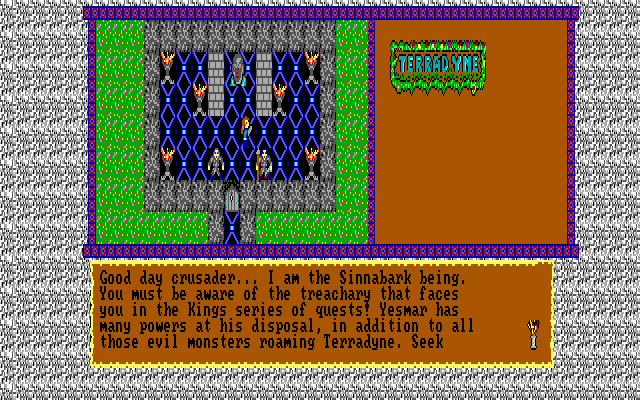 TERRADYNE
Good day crusader... I am the Sinnabark being.
You must be aware of the treachary that faces
you in the Kings series of quests! Yesmar has
many powers at his disposal, in addition to all
those evil monsters roaming Terradyne. Seek